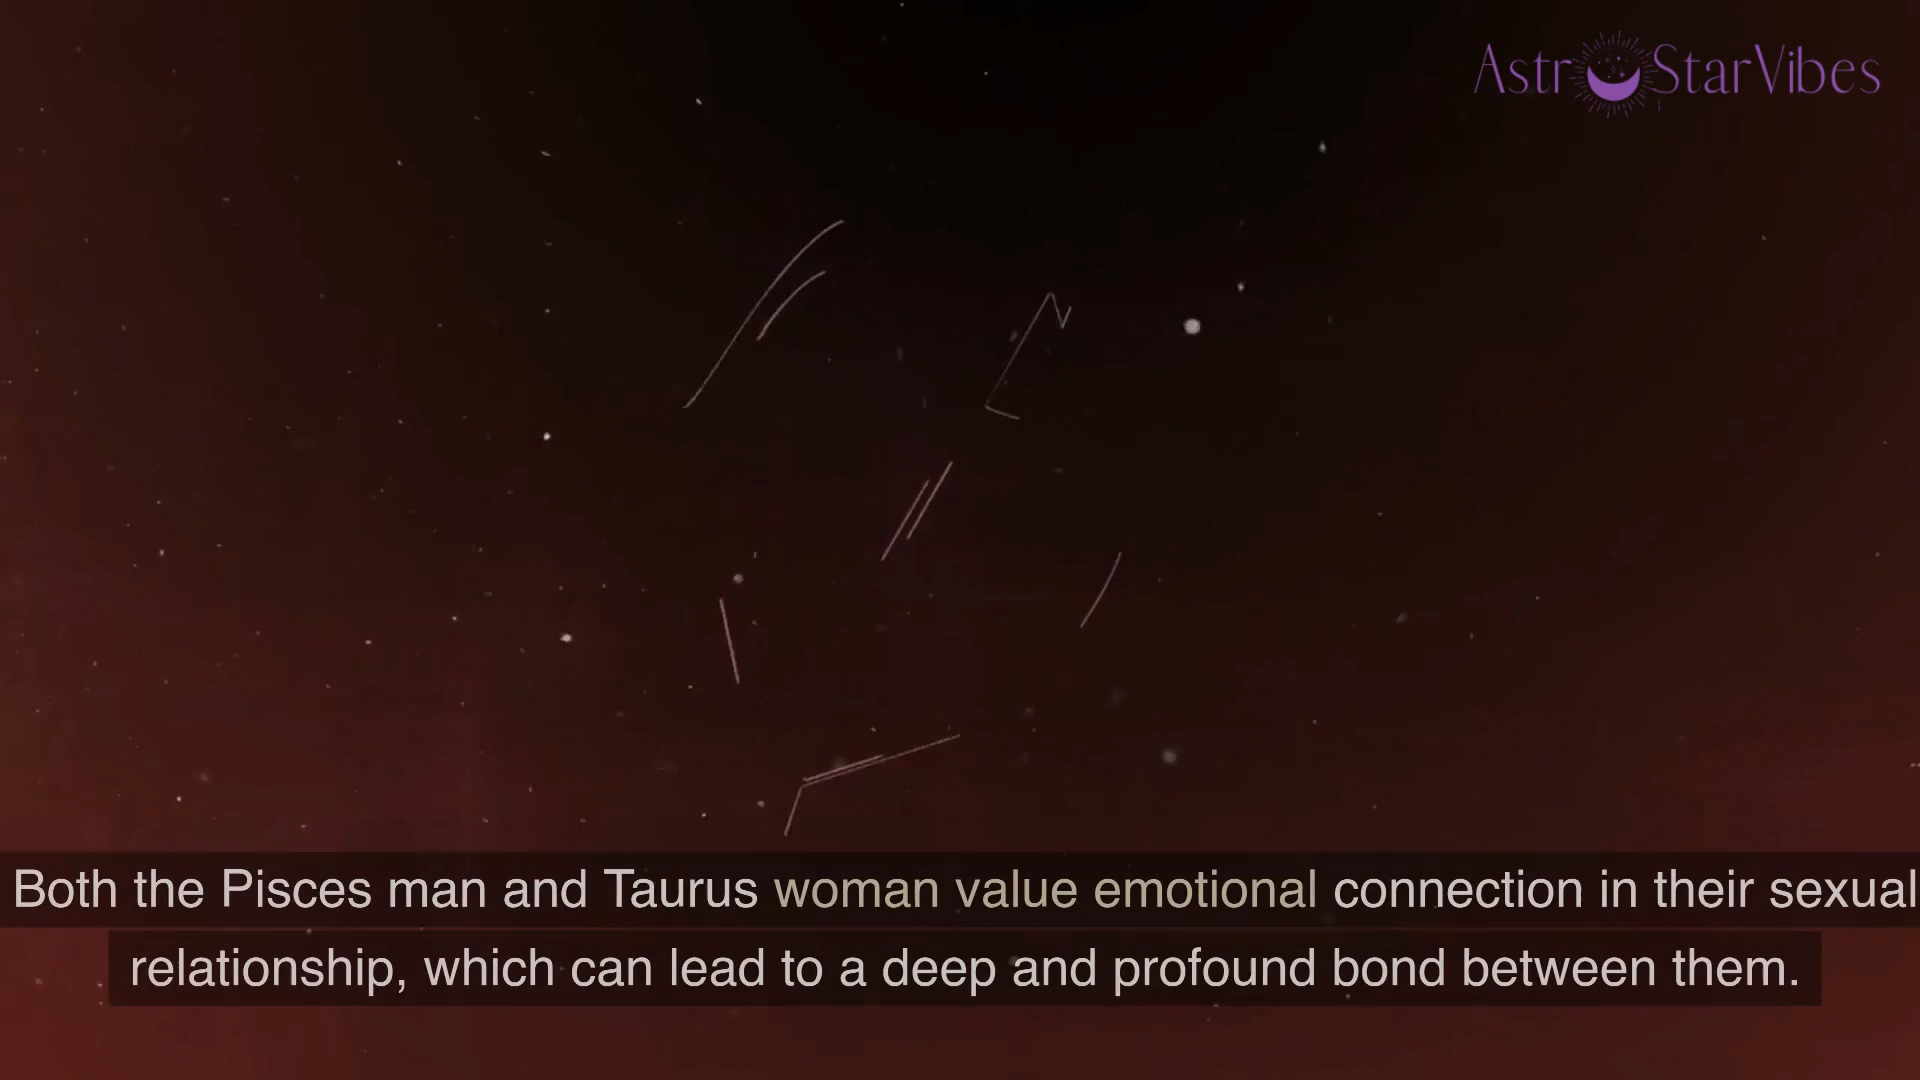 AstroStarVibes
Both the Pisces man and Taurus woman value emotional connection in their sexual
relationship, which can lead to a deep and profound bond between them.